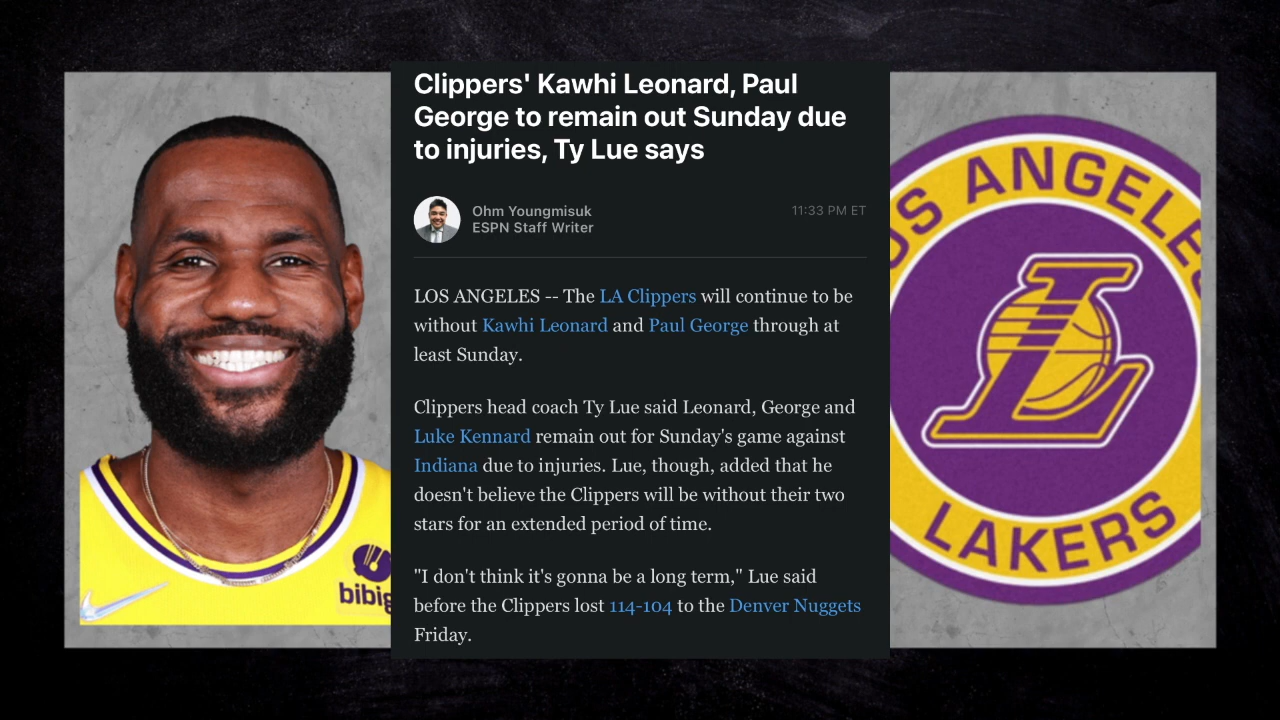 Clippers' Kawhi Leonard, Paul
George to remain out Sunday due
to injuries, Ty Lue says
Ohm Youngmisuk
ESPN Staff Writer
11:33 PM ET
LOS ANGELES -- The LA Clippers will continue to be
without Kawhi Leonard and Paul George through at
least Sunday.
Clippers head coach Ty Lue said Leonard, George and
Luke Kennard remain out for Sunday's game against
Indiana due to injuries. Lue, though, added that he
doesn't believe the Clippers will be without their two
stars for an extended period of time.
"I don't think it's gonna be a long term," Lue said
before the Clippers lost 114-104 to the Denver Nuggets
Friday.
bibig
OS ANGELE
L
LAKERS